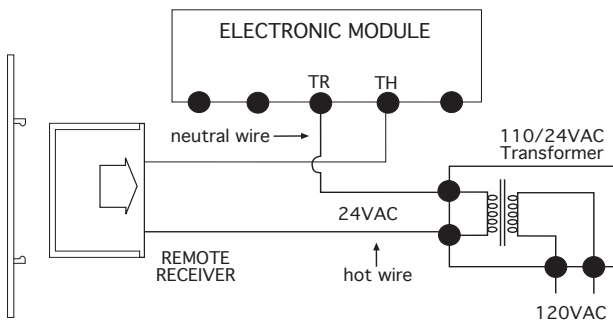 ELECTRONIC MODULE
TR TH
neutral wire
110/24VAC
Transformer
24VAC
REMOTE
RECEIVER
hot wire
120VAC